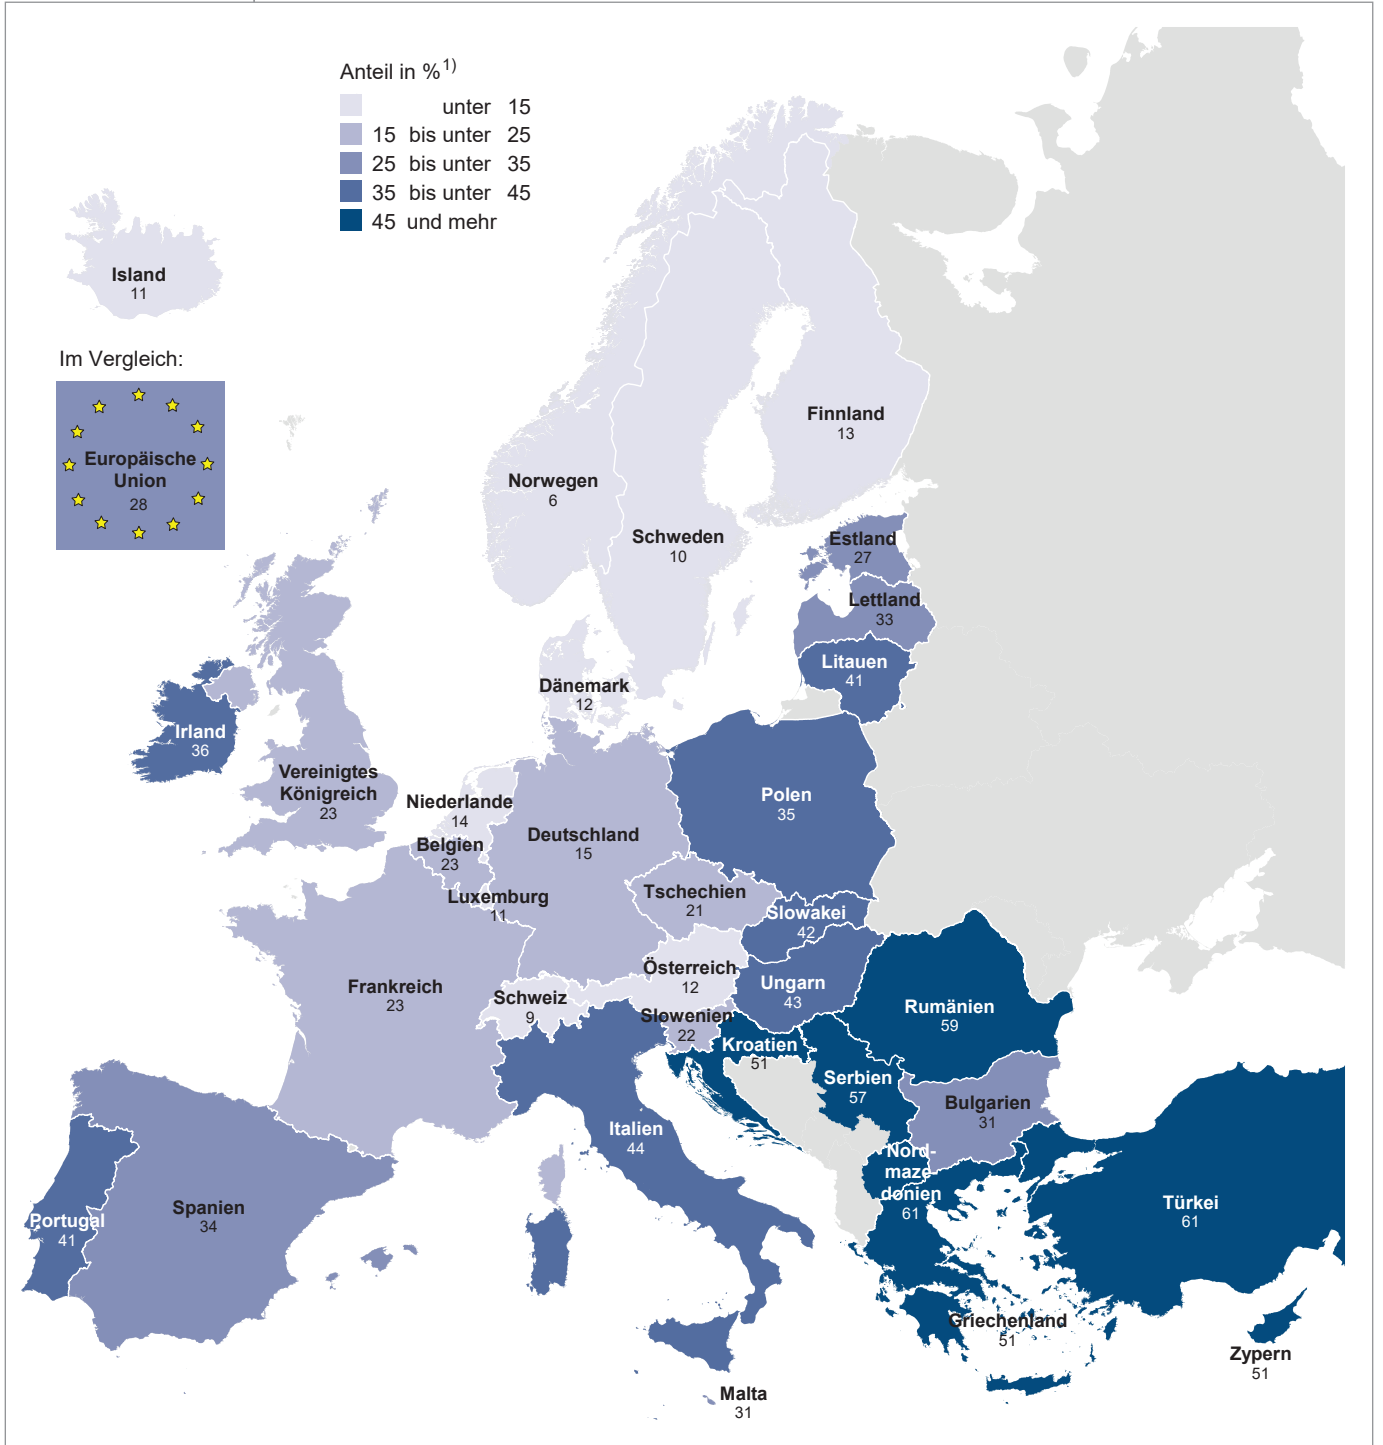 Anteil in %1)
unter 15
15 bis unter 25
25 bis unter 35
35 bis unter 45
45 und mehr
Island
11
Im Vergleich:
Europäische
Union
28
Finnland
13
Norwegen
6
Schweden
10
Estland
27
Lettland
33
Litauen
41
Dänemark
12
Irland
36
Vereinigtes
Königreich
23
Niederlande
14
Belgien
23
Luxemburg
11
Deutschland
15
Polen
35
Tschechien
21
Slowakei
42
Österreich
12
Ungarn
43
Frankreich
23
Schweiz
9
Slowenien
22
Kroatien
51
Rumänien
59
Serbien
57
Bulgarien
31
Italien
44
Nord-
maze-
donien
61
Türkei
61
Portugal
41
Spanien
34
Griechenland
51
Zypern
51
Malta
31